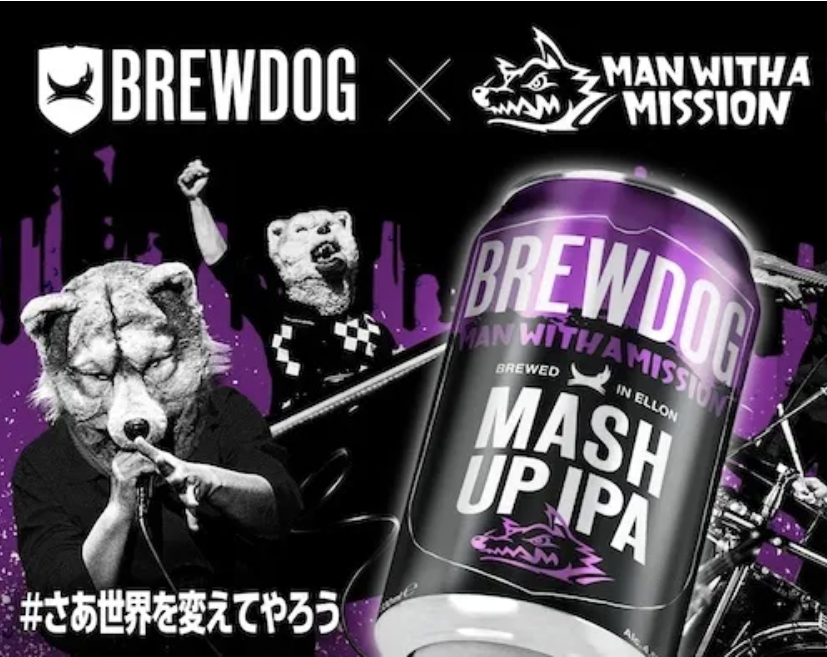 BREWDOG
MAN WITH A
MISSION
BREWDOG
MAN WITH A MISSION
BREWED IN ELLON
MASH
UP IPA
#さあ世界を変えてやろう